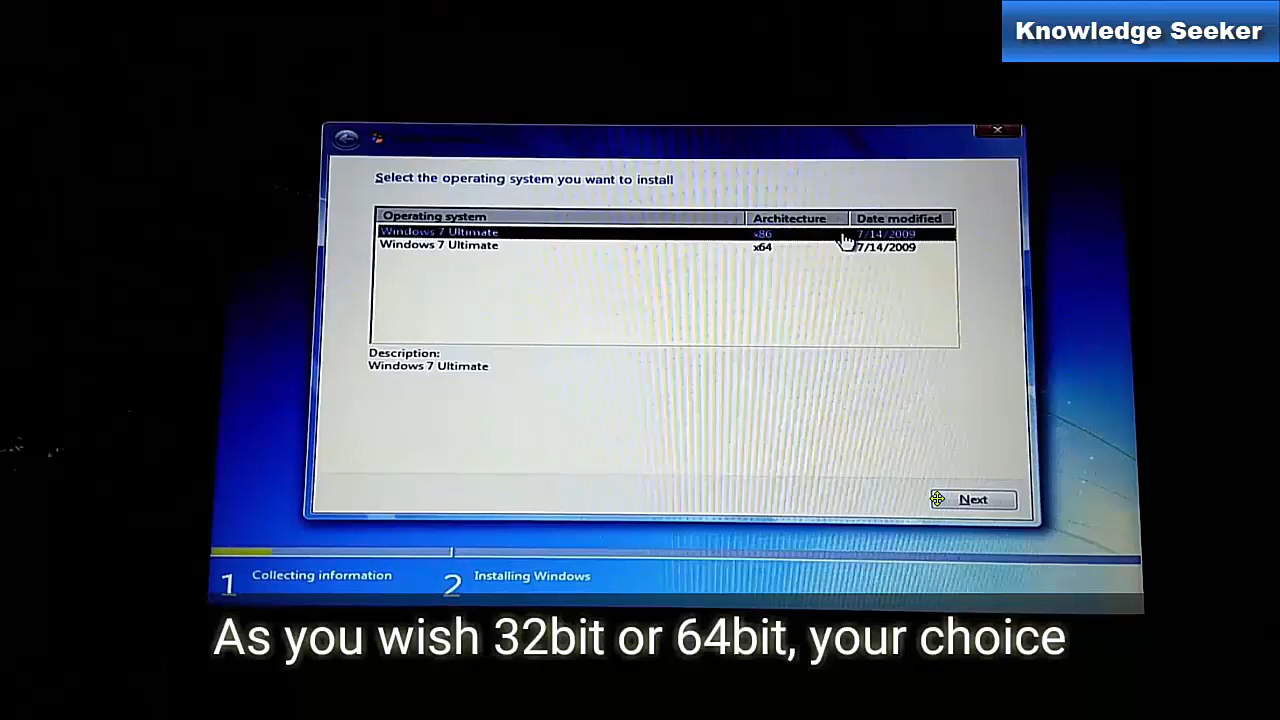 Knowledge Seeker
Select the operating system you want to install
Operating system Architecture Date modified
Windows 7 Ultimate x86 7/14/2009
Windows 7 Ultimate x64 7/14/2009
Description:
Windows 7 Ultimate
Next
1 Collecting information 2 Installing Windows
As you wish 32bit or 64bit, your choice